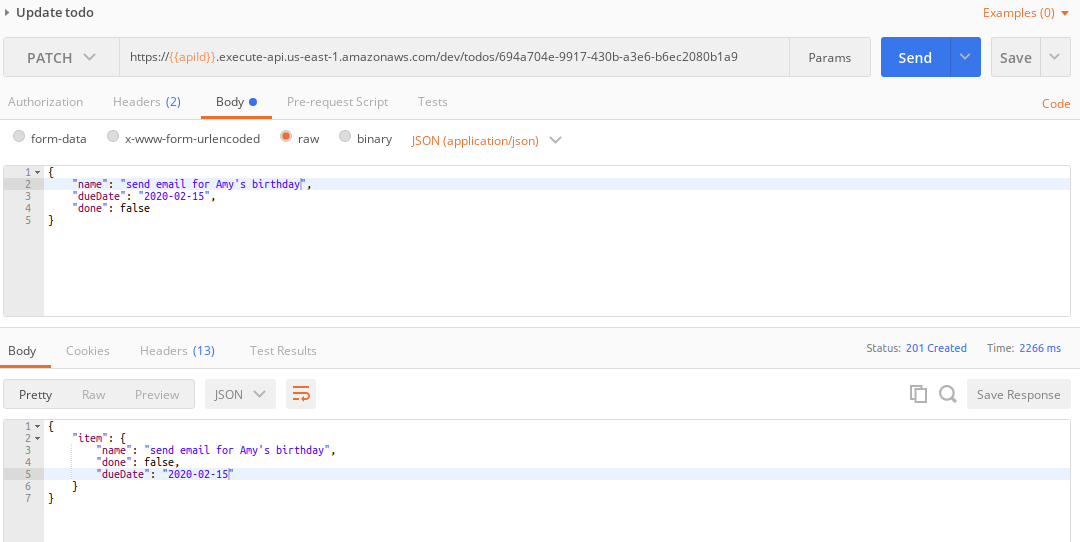 Update todo
Examples (0)
PATCH
https://{{apiId}}.execute-api.us-east-1.amazonaws.com/dev/todos/694a704e-9917-430b-a3e6-b6ec2080b1a9
Params
Send
Save
Authorization
Headers (2)
Body
Pre-request Script
Tests
Code
form-data
x-www-form-urlencoded
raw
binary
JSON (application/json)
1 {
2 "name": "send email for Amy's birthday",
3 "dueDate": "2020-02-15",
4 "done": false
5 }
Body
Cookies
Headers (13)
Test Results
Status: 201 Created
Time: 2266 ms
Pretty
Raw
Preview
JSON
Save Response
1 {
2 "item": {
3 "name": "send email for Amy's birthday",
4 "done": false,
5 "dueDate": "2020-02-15"
6 }
7 }